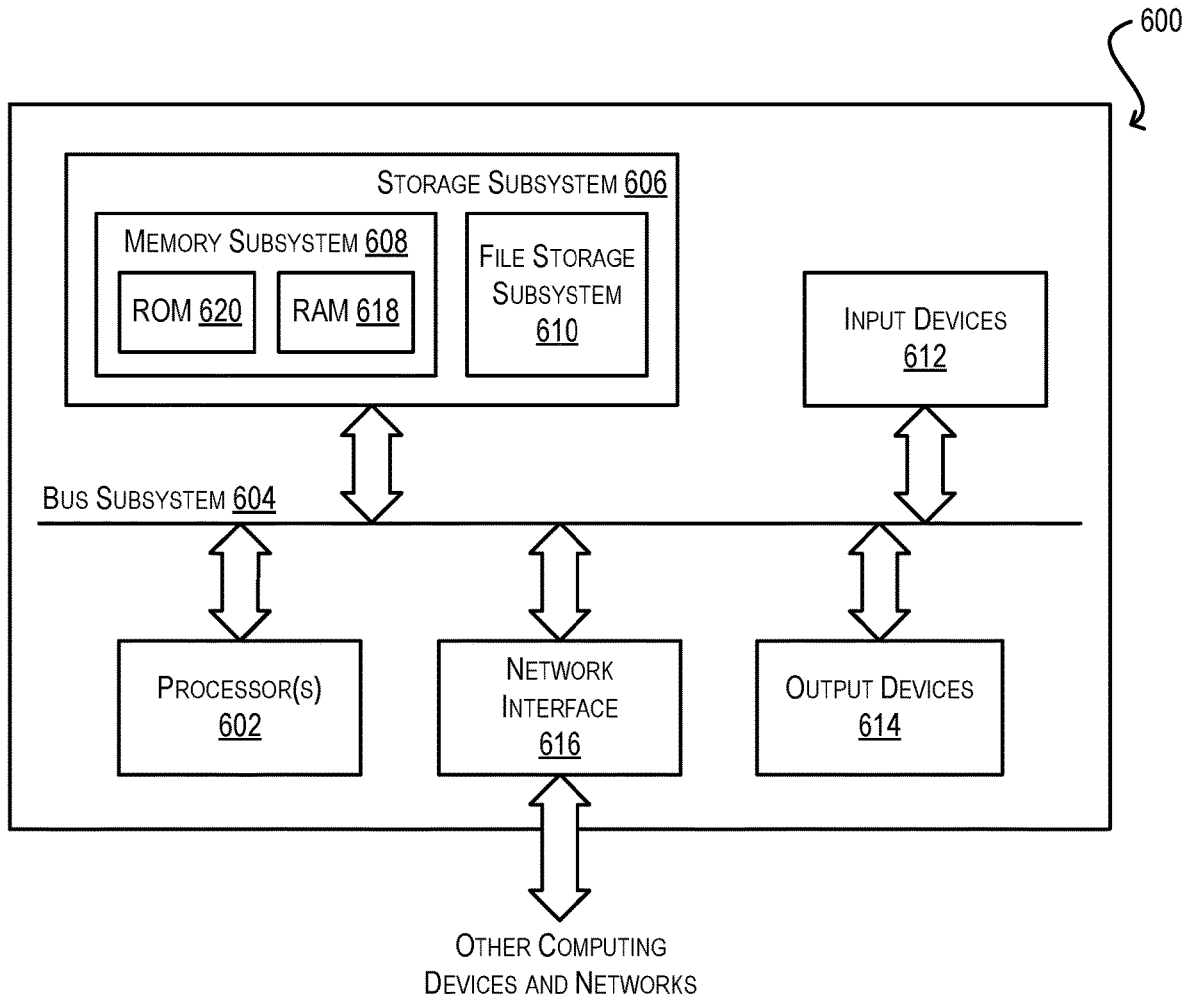 600
STORAGE SUBSYSTEM 606
MEMORY SUBSYSTEM 608
ROM 620
RAM 618
FILE STORAGE
SUBSYSTEM
610
INPUT DEVICES
612
BUS SUBSYSTEM 604
PROCESSOR(S)
602
NETWORK
INTERFACE
616
OUTPUT DEVICES
614
OTHER COMPUTING
DEVICES AND NETWORKS